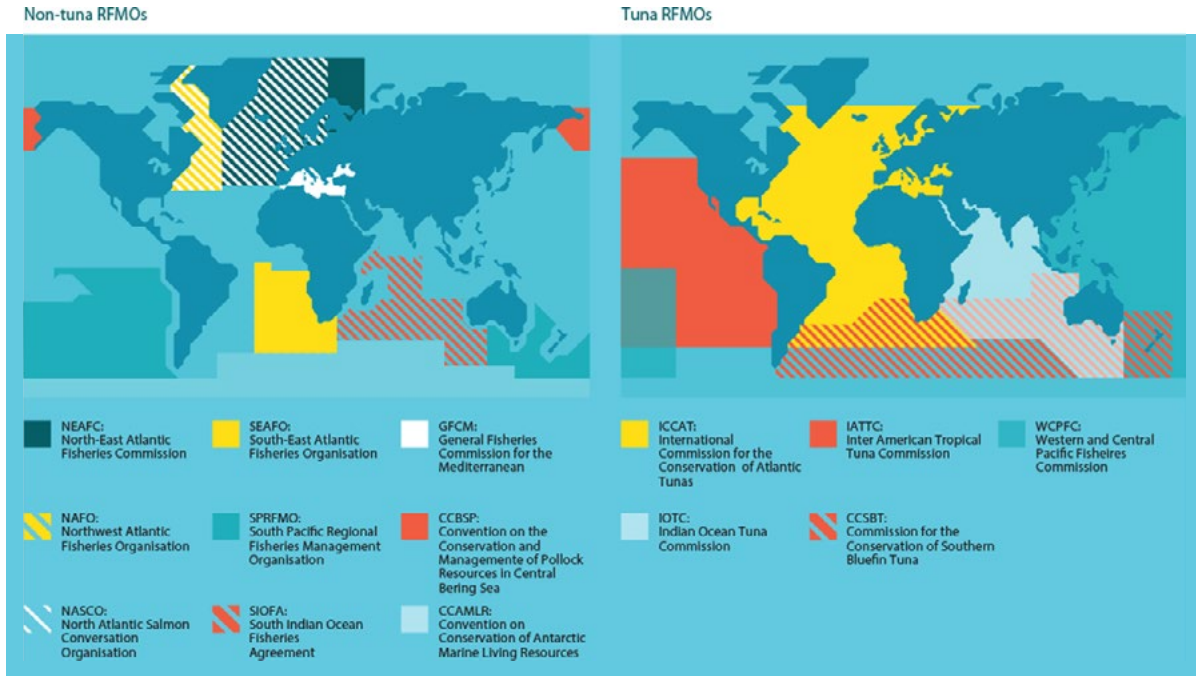 Non-tuna RFMOs
Tuna RFMOs
NEAFC:
North-East Atlantic
Fisheries Commission
SEAFO:
South-East Atlantic
Fisheries Organisation
GFCM:
General Fisheries
Commission for the
Mediterranean
NAFO:
Northwest Atlantic
Fisheries Organisation
SPRFMO:
South Pacific Regional
Fisheries Management
Organisation
CCBSP:
Convention on the
Conservation and
Managemente of Pollock
Resources in Central
Bering Sea
NASCO:
North Atlantic Salmon
Conversation
Organisation
SIOFA:
South Indian Ocean
Fisheries
Agreement
CCAMLR:
Convention on
Conservation of Antarctic
Marine Living Resources
ICCAT:
International
Commission for the
Conservation of Atlantic
Tunas
IATTC:
Inter American Tropical
Tuna Commission
WCPFC:
Western and Central
Pacific Fisheires
Commission
IOTC:
Indian Ocean Tuna
Commission
CCSBT:
Commission for the
Conservation of Southern
Bluefin Tuna